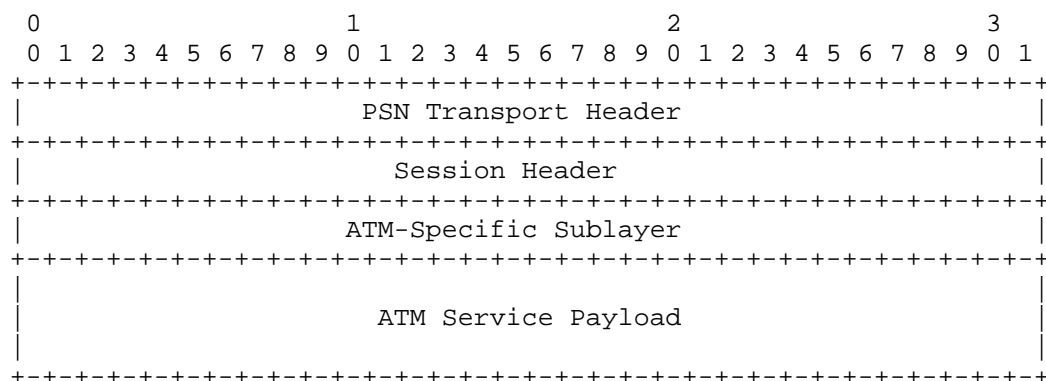 0                   1                   2                   3
 0 1 2 3 4 5 6 7 8 9 0 1 2 3 4 5 6 7 8 9 0 1 2 3 4 5 6 7 8 9 0 1
+-+-+-+-+-+-+-+-+-+-+-+-+-+-+-+-+-+-+-+-+-+-+-+-+-+-+-+-+-+-+-+-+
|                     PSN Transport Header                      |
+-+-+-+-+-+-+-+-+-+-+-+-+-+-+-+-+-+-+-+-+-+-+-+-+-+-+-+-+-+-+-+-+
|                       Session Header                          |
+-+-+-+-+-+-+-+-+-+-+-+-+-+-+-+-+-+-+-+-+-+-+-+-+-+-+-+-+-+-+-+-+
|                    ATM-Specific Sublayer                      |
+-+-+-+-+-+-+-+-+-+-+-+-+-+-+-+-+-+-+-+-+-+-+-+-+-+-+-+-+-+-+-+-+
|                                                               |
|                      ATM Service Payload                      |
|                                                               |
+-+-+-+-+-+-+-+-+-+-+-+-+-+-+-+-+-+-+-+-+-+-+-+-+-+-+-+-+-+-+-+-+